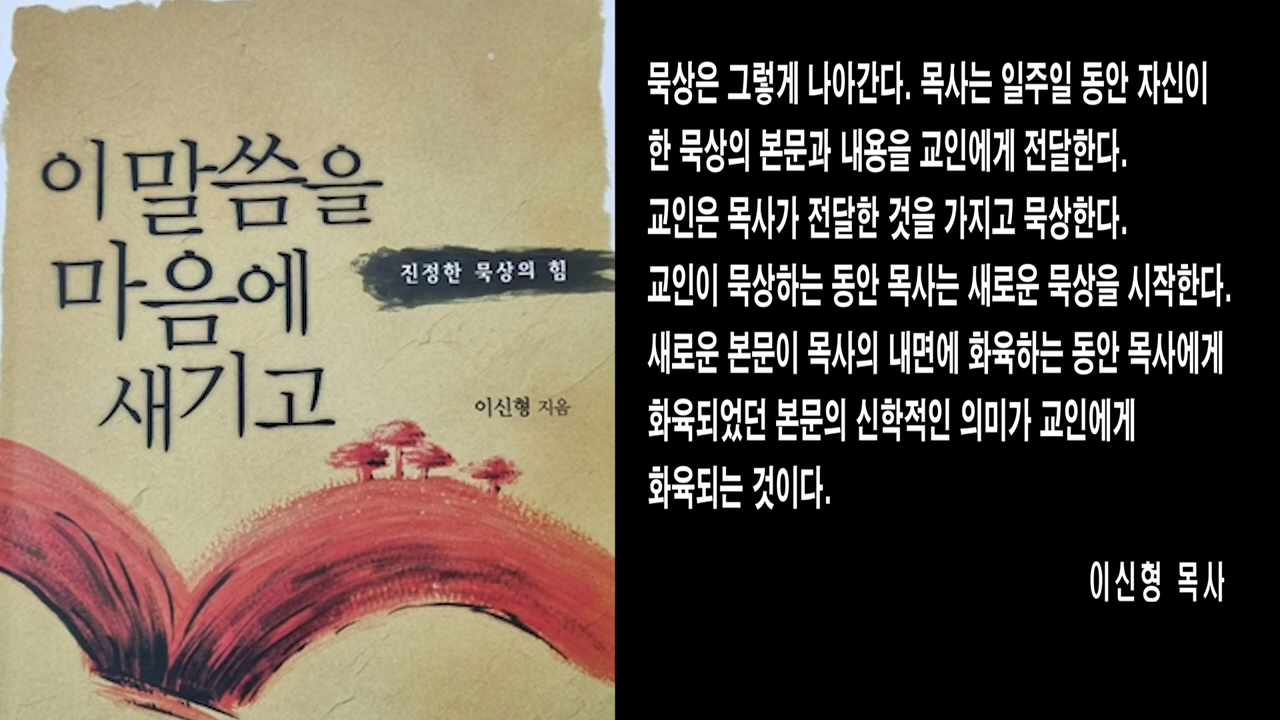 이 말씀을
마음에
새기고
진정한 묵상의 힘
이신형 지음
묵상은 그렇게 나아간다. 목사는 일주일 동안 자신이
한 묵상의 본문과 내용을 교인에게 전달한다.
교인은 목사가 전달한 것을 가지고 묵상한다.
교인이 묵상하는 동안 목사는 새로운 묵상을 시작한다.
새로운 본문이 목사의 내면에 화육하는 동안 목사에게
화육되었던 본문의 신학적인 의미가 교인에게
화육되는 것이다.
이신형 목사